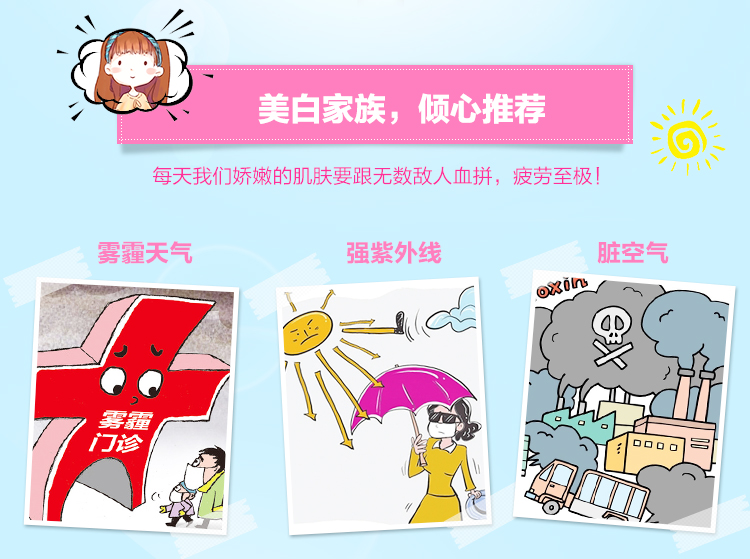 美白家族，倾心推荐
每天我们娇嫩的肌肤要跟无数敌人血拼，疲劳至极！
雾霾天气
强紫外线
脏空气
雾霾
门诊
oxin